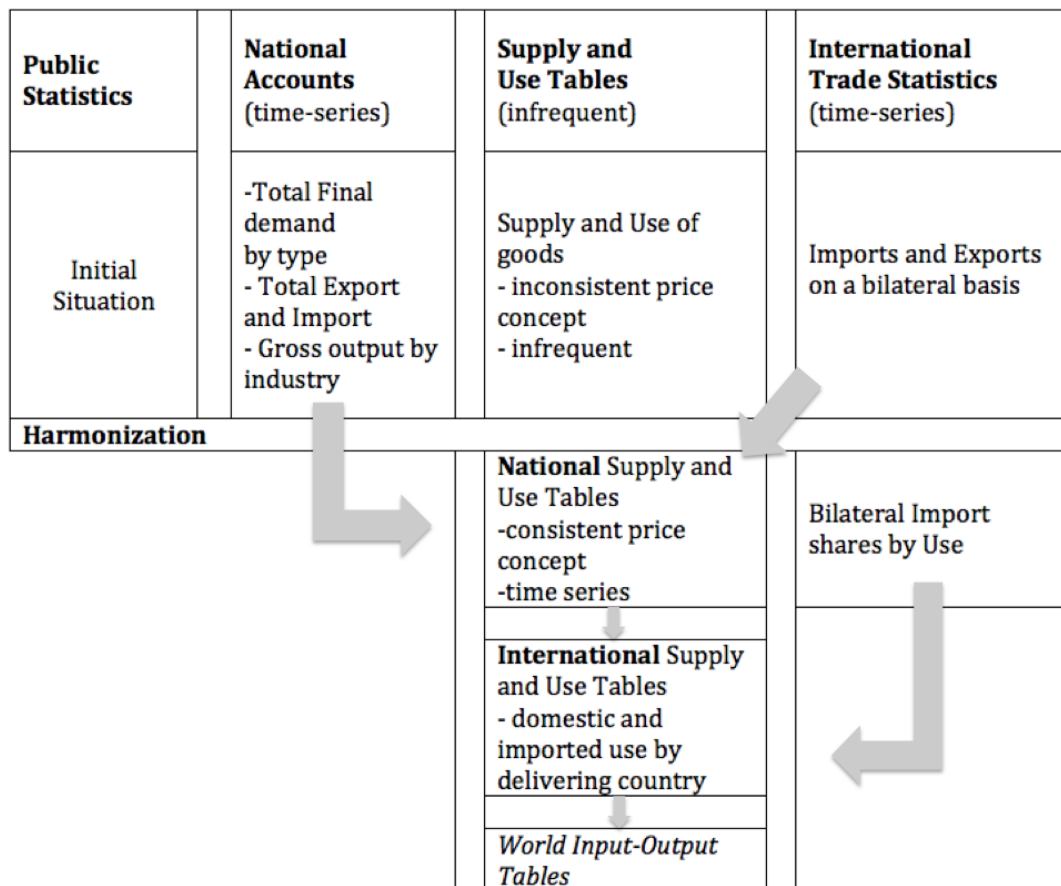 Public
Statistics
National
Accounts
(time-series)
Supply and
Use Tables
(infrequent)
International
Trade Statistics
(time-series)
Initial
Situation
-Total Final
demand
by type
- Total Export
and Import
- Gross output by
industry
Supply and Use of
goods
- inconsistent price
concept
- infrequent
Imports and Exports
on a bilateral basis
Harmonization
National Supply and
Use Tables
-consistent price
concept
-time series
Bilateral Import
shares by Use
International Supply
and Use Tables
- domestic and
imported use by
delivering country
World Input-Output
Tables